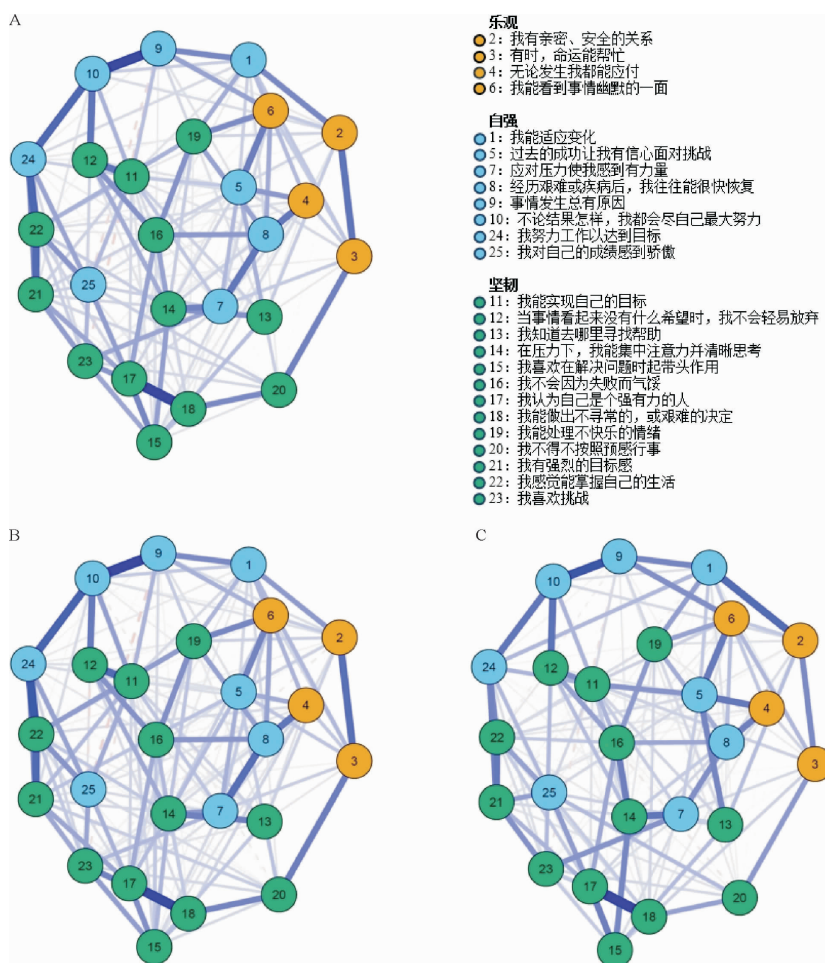 A
乐观
2：我有亲密、安全的关系
3：有时，命运能帮忙
4：无论发生我都能应付
6：我能看到事情幽默的一面
自强
1：我能适应变化
5：过去的成功让我有信心面对挑战
7：应对压力使我感到有力量
8：经历艰难或疾病后，我往往能很快恢复
9：事情发生总有原因
10：不论结果怎样，我都会尽自己最大努力
24：我努力工作以达到目标
25：我对自己的成绩感到骄傲
坚韧
11：我能实现自己的目标
12：当事情看起来没有什么希望时，我不会轻易放弃
13：我知道去哪里寻找帮助
14：在压力下，我能集中注意力并清晰思考
15：我喜欢在解决问题时起带头作用
16：我不会因为失败而气馁
17：我认为自己是个强有力的人
18：我能做出不寻常的，或艰难的决定
19：我能处理不快乐的情绪
20：我不得不按照预感行事
21：我有强烈的目标感
22：我感觉能掌握自己的生活
23：我喜欢挑战
9
1
10
6
2
19
24
12
11
5
4
22
16
8
3
25
21
14
7
13
23
17
20
18
15
B
9
1
10
6
2
19
24
12
11
5
4
22
16
8
3
25
21
14
7
13
23
17
20
18
15
C
9
1
10
6
2
19
24
12
11
5
4
22
16
8
3
25
21
14
7
13
23
17
20
18
15